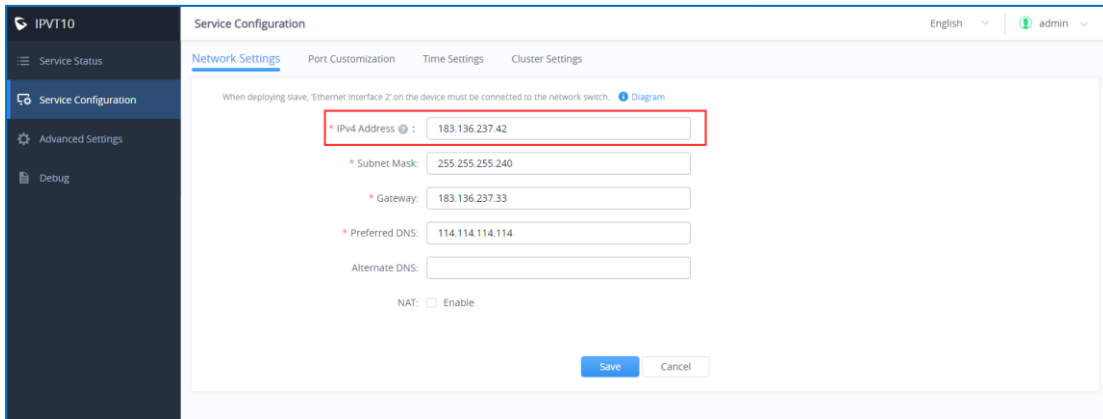 IPVT10
Service Configuration
English
admin
Service Status
Service Configuration
Advanced Settings
Debug
Network Settings
Port Customization
Time Settings
Cluster Settings
When deploying slave, 'Ethernet Interface 2' on the device must be connected to the network switch. Diagram
* IPv4 Address : 183.136.237.42
* Subnet Mask: 255.255.255.240
* Gateway: 183.136.237.33
* Preferred DNS: 114.114.114.114
Alternate DNS:
NAT: Enable
Save Cancel